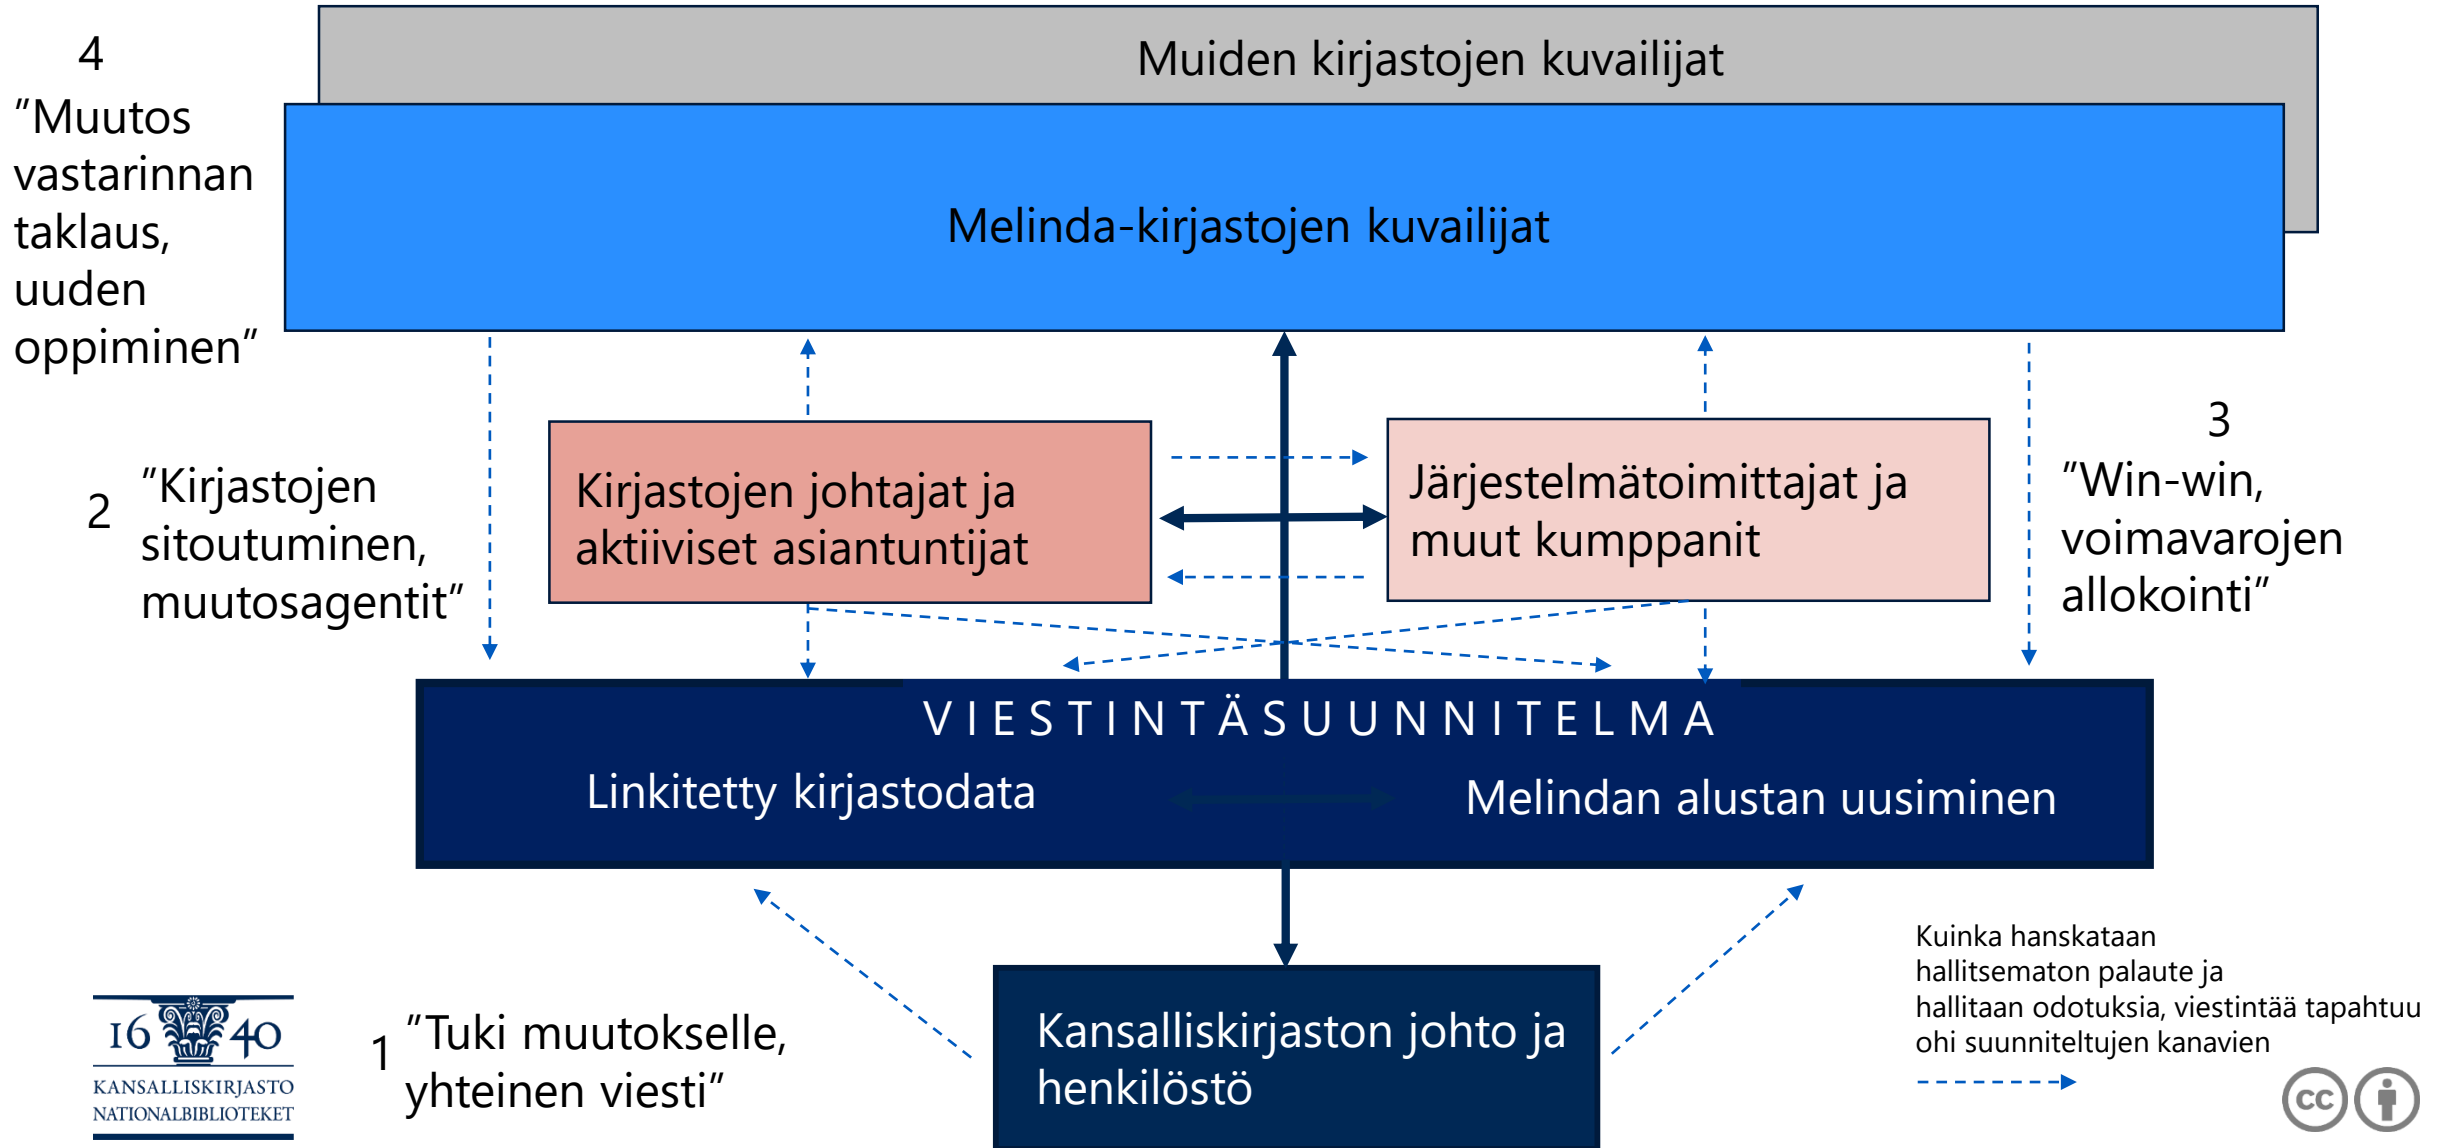 4
”Muutos
vastarinnan
taklaus,
uuden
oppiminen”
Muiden kirjastojen kuvailijat
Melinda-kirjastojen kuvailijat
2
”Kirjastojen
sitoutuminen,
muutosagentit”
Kirjastojen johtajat ja
aktiiviset asiantuntijat
Järjestelmätoimittajat ja
muut kumppanit
3
”Win-win,
voimavarojen
allokointi”
VIESTINTÄSUUNNITELMA
Linkitetty kirjastodata
Melindan alustan uusiminen
1
”Tuki muutokselle,
yhteinen viesti”
Kansalliskirjaston johto ja
henkilöstö
Kuinka hanskataan
hallitsematon palaute ja
hallitaan odotuksia, viestintää tapahtuu
ohi suunniteltujen kanavien
1640
KANSALLISKIRJASTO
NATIONALBIBLIOTEKET
cc